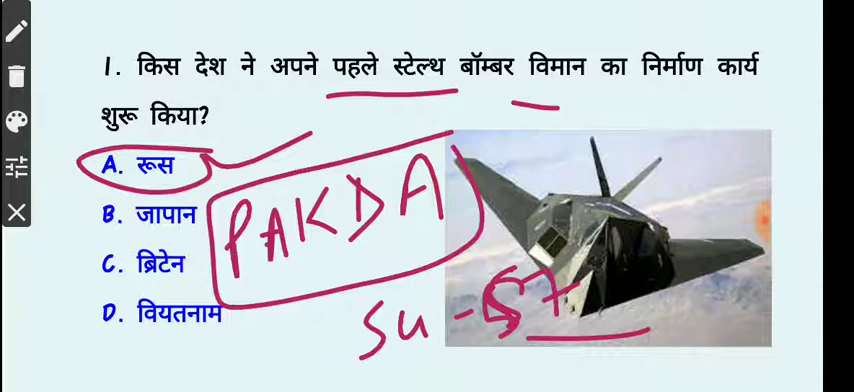 1. किस देश ने अपने पहले स्टेल्थ बॉम्बर विमान का निर्माण कार्य
शुरू किया?
A. रूस
B. जापान
C. ब्रिटेन
D. वियतनाम
PAKDA
Su-57